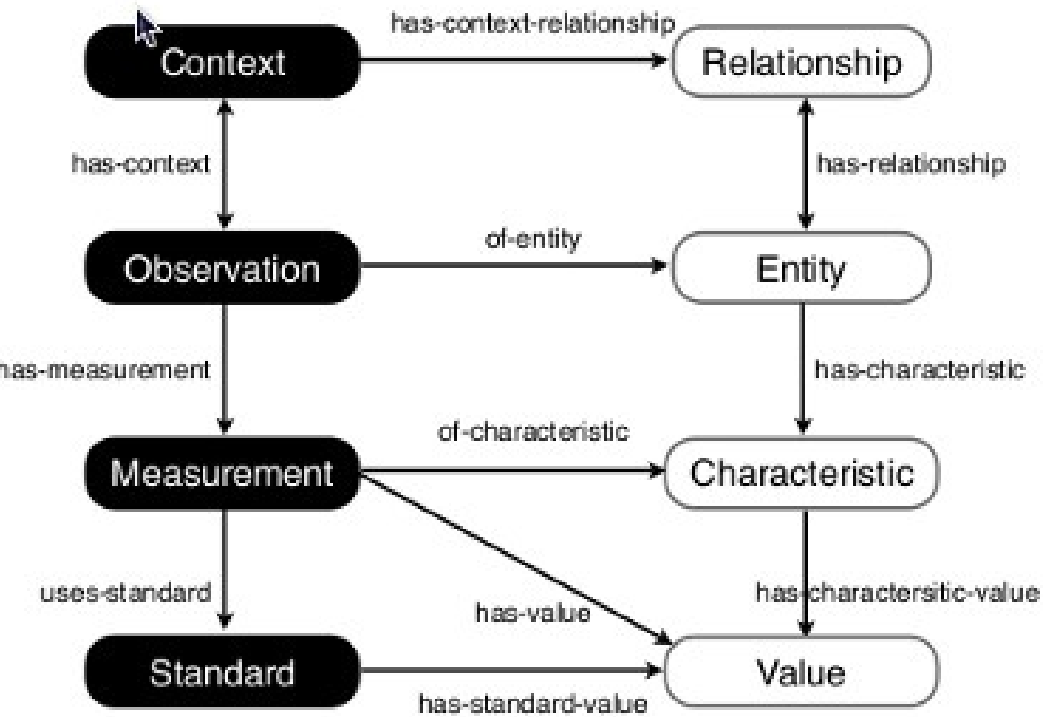 has-context-relationship
Context
Relationship
has-context
has-relationship
of-entity
Observation
Entity
has-measurement
has-characteristic
of-characteristic
Measurement
Characteristic
uses-standard
has-charactersitic-value
has-value
Standard
Value
has-standard-value